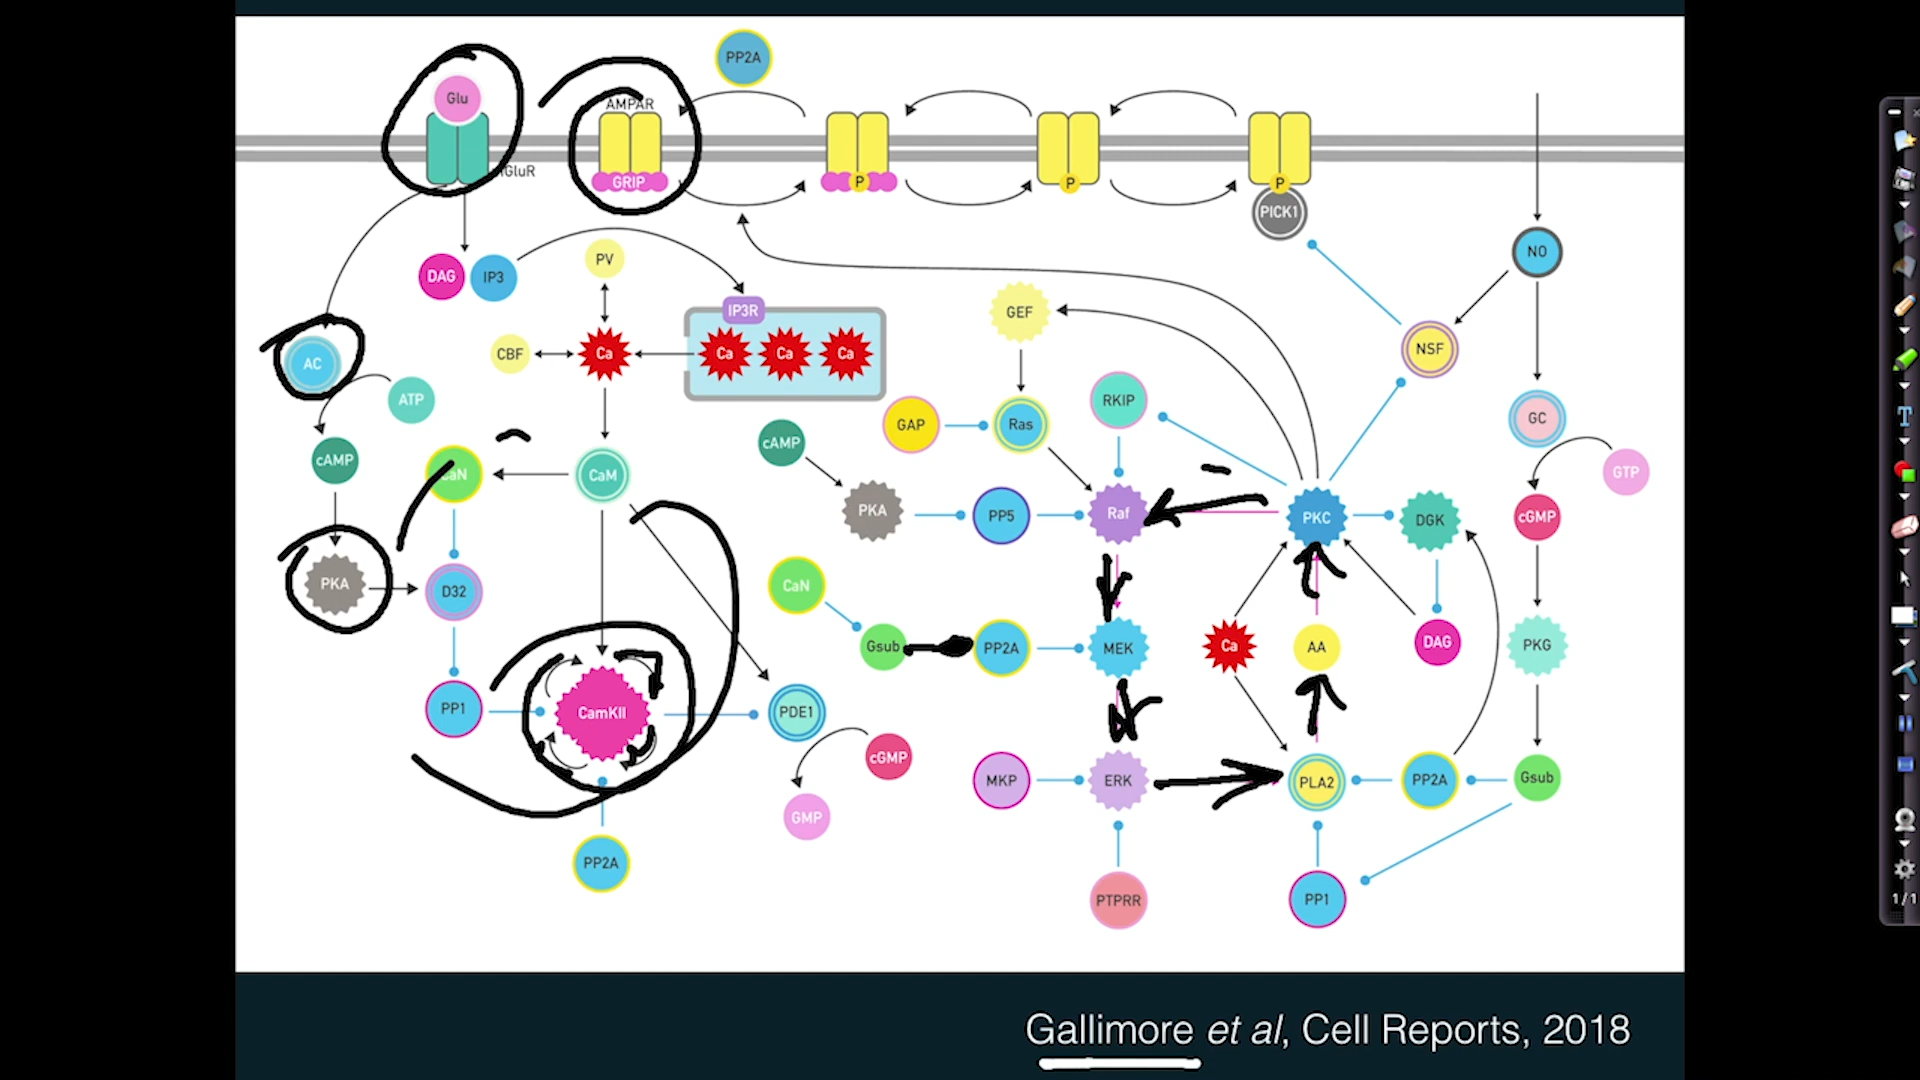 PP2A
Glu
AMPAR
GRIP
P
P
P
PICK1
DAG
IP3
PV
IP3R
NO
GEF
CBF
Ca
Ca
Ca
Ca
NSF
AC
ATP
RKIP
GAP
Ras
GC
cAMP
cAMP
CaM
GTP
PKA
PP5
Raf
PKC
DGK
cGMP
PKA
D32
CaN
Gsub
PP2A
MEK
Ca
AA
DAG
PKG
PP1
CamKII
PDE1
cGMP
MKP
ERK
PLA2
PP2A
Gsub
GMP
PP2A
PTPRR
PP1
1/1
Gallimore et al, Cell Reports, 2018